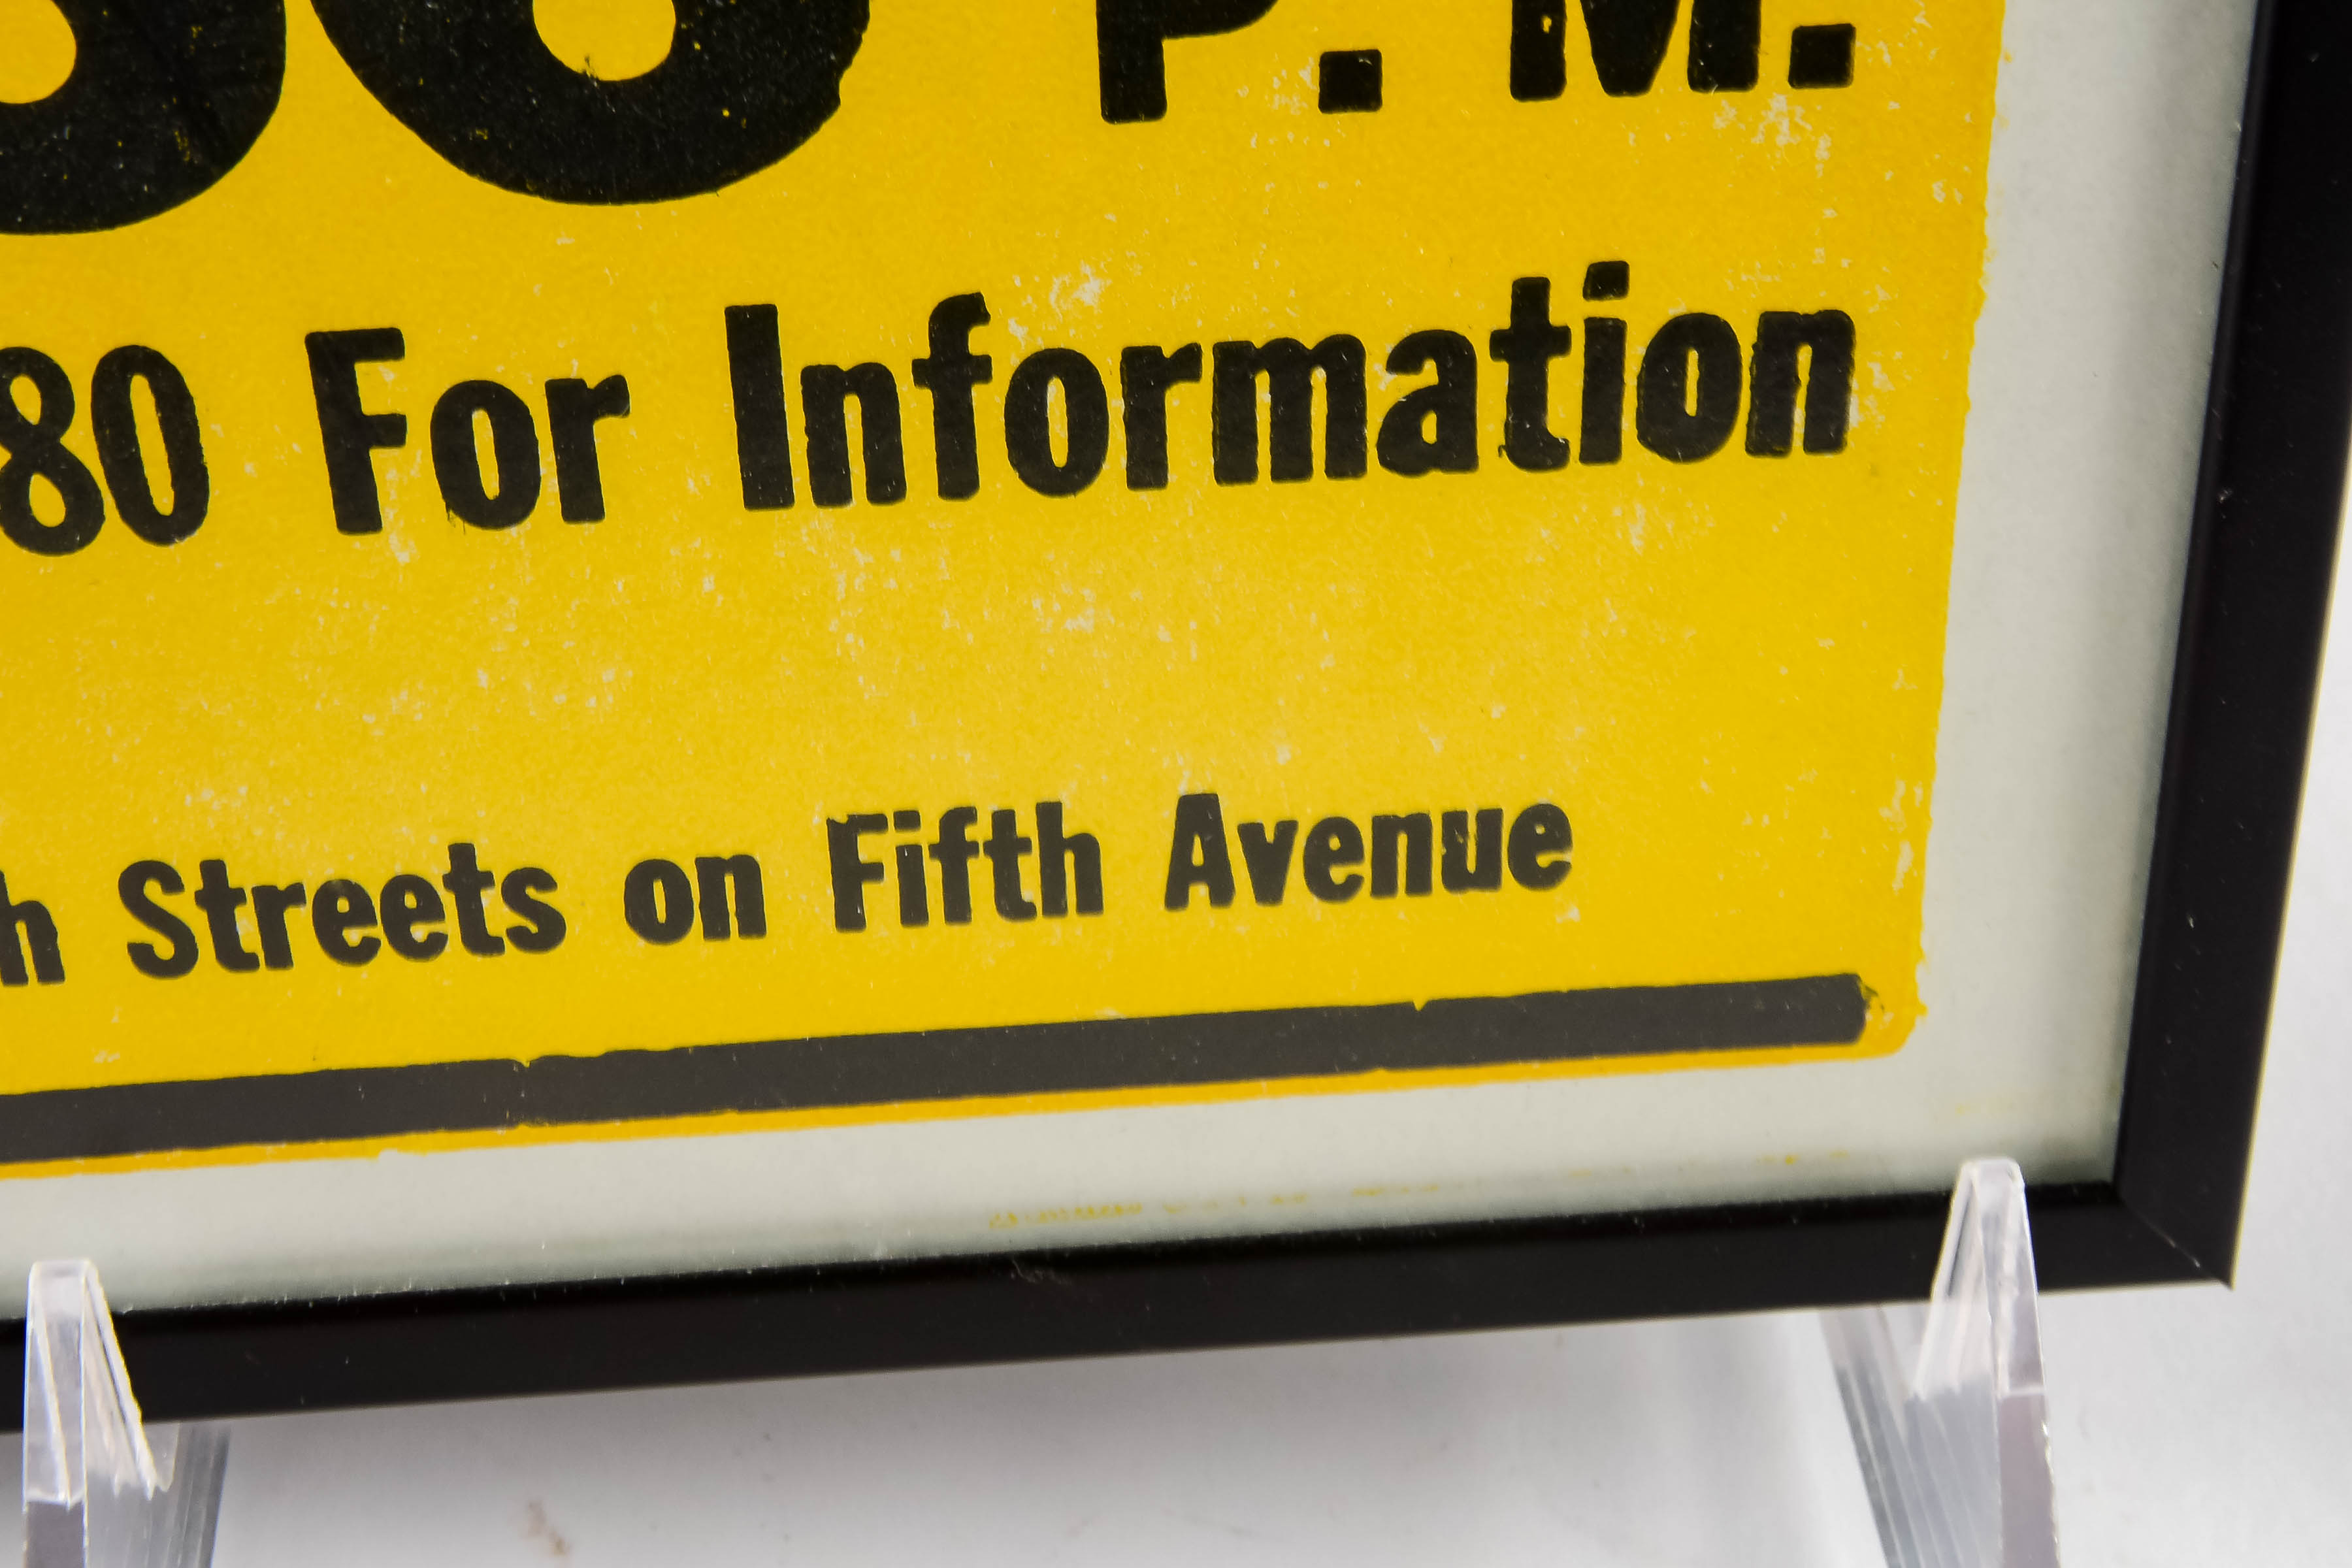 P. M.
80 For Information
h Streets on Fifth Avenue